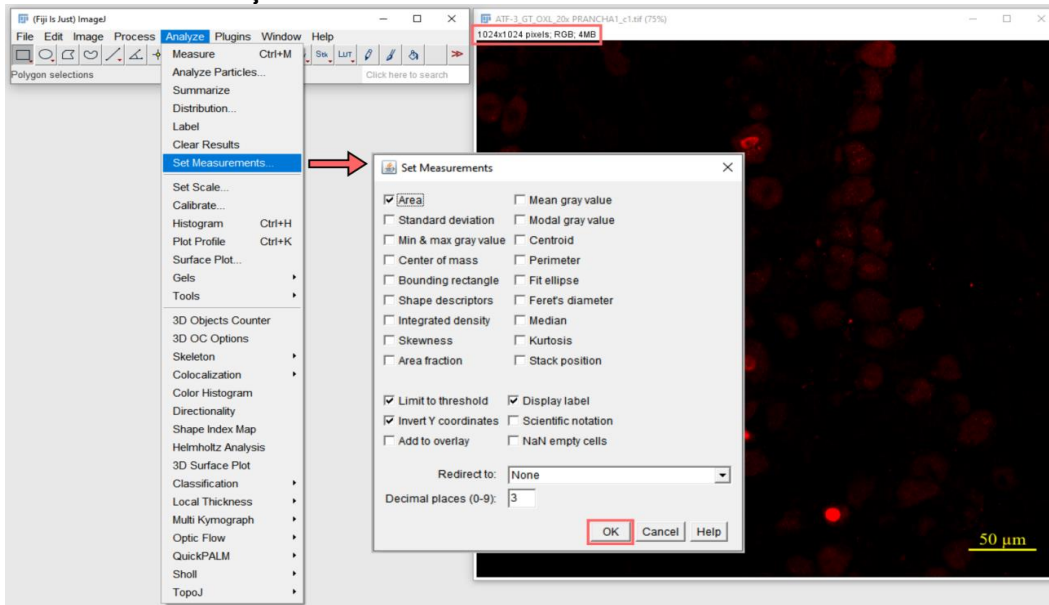 (Fiji Is Just) ImageJ
File Edit Image Process Analyze Plugins Window Help
Stk LUT
Polygon selections
Click here to search
Measure Ctrl+M
Analyze Particles...
Summarize
Distribution...
Label
Clear Results
Set Measurements...
Set Scale...
Calibrate...
Histogram Ctrl+H
Plot Profile Ctrl+K
Surface Plot...
Gels
Tools
3D Objects Counter
3D OC Options
Skeleton
Colocalization
Color Histogram
Directionality
Shape Index Map
Helmholtz Analysis
3D Surface Plot
Classification
Local Thickness
Multi Kymograph
Optic Flow
QuickPALM
Sholl
TopoJ
ATF-3_GT_OXL_20x PRANCHA1_c1.tif (75%)
1024x1024 pixels; RGB; 4MB
Set Measurements
Area Mean gray value
Standard deviation Modal gray value
Min & max gray value Centroid
Center of mass Perimeter
Bounding rectangle Fit ellipse
Shape descriptors Feret's diameter
Integrated density Median
Skewness Kurtosis
Area fraction Stack position
Limit to threshold Display label
Invert Y coordinates Scientific notation
Add to overlay NaN empty cells
Redirect to: None
Decimal places (0-9): 3
OK Cancel Help
50 µm